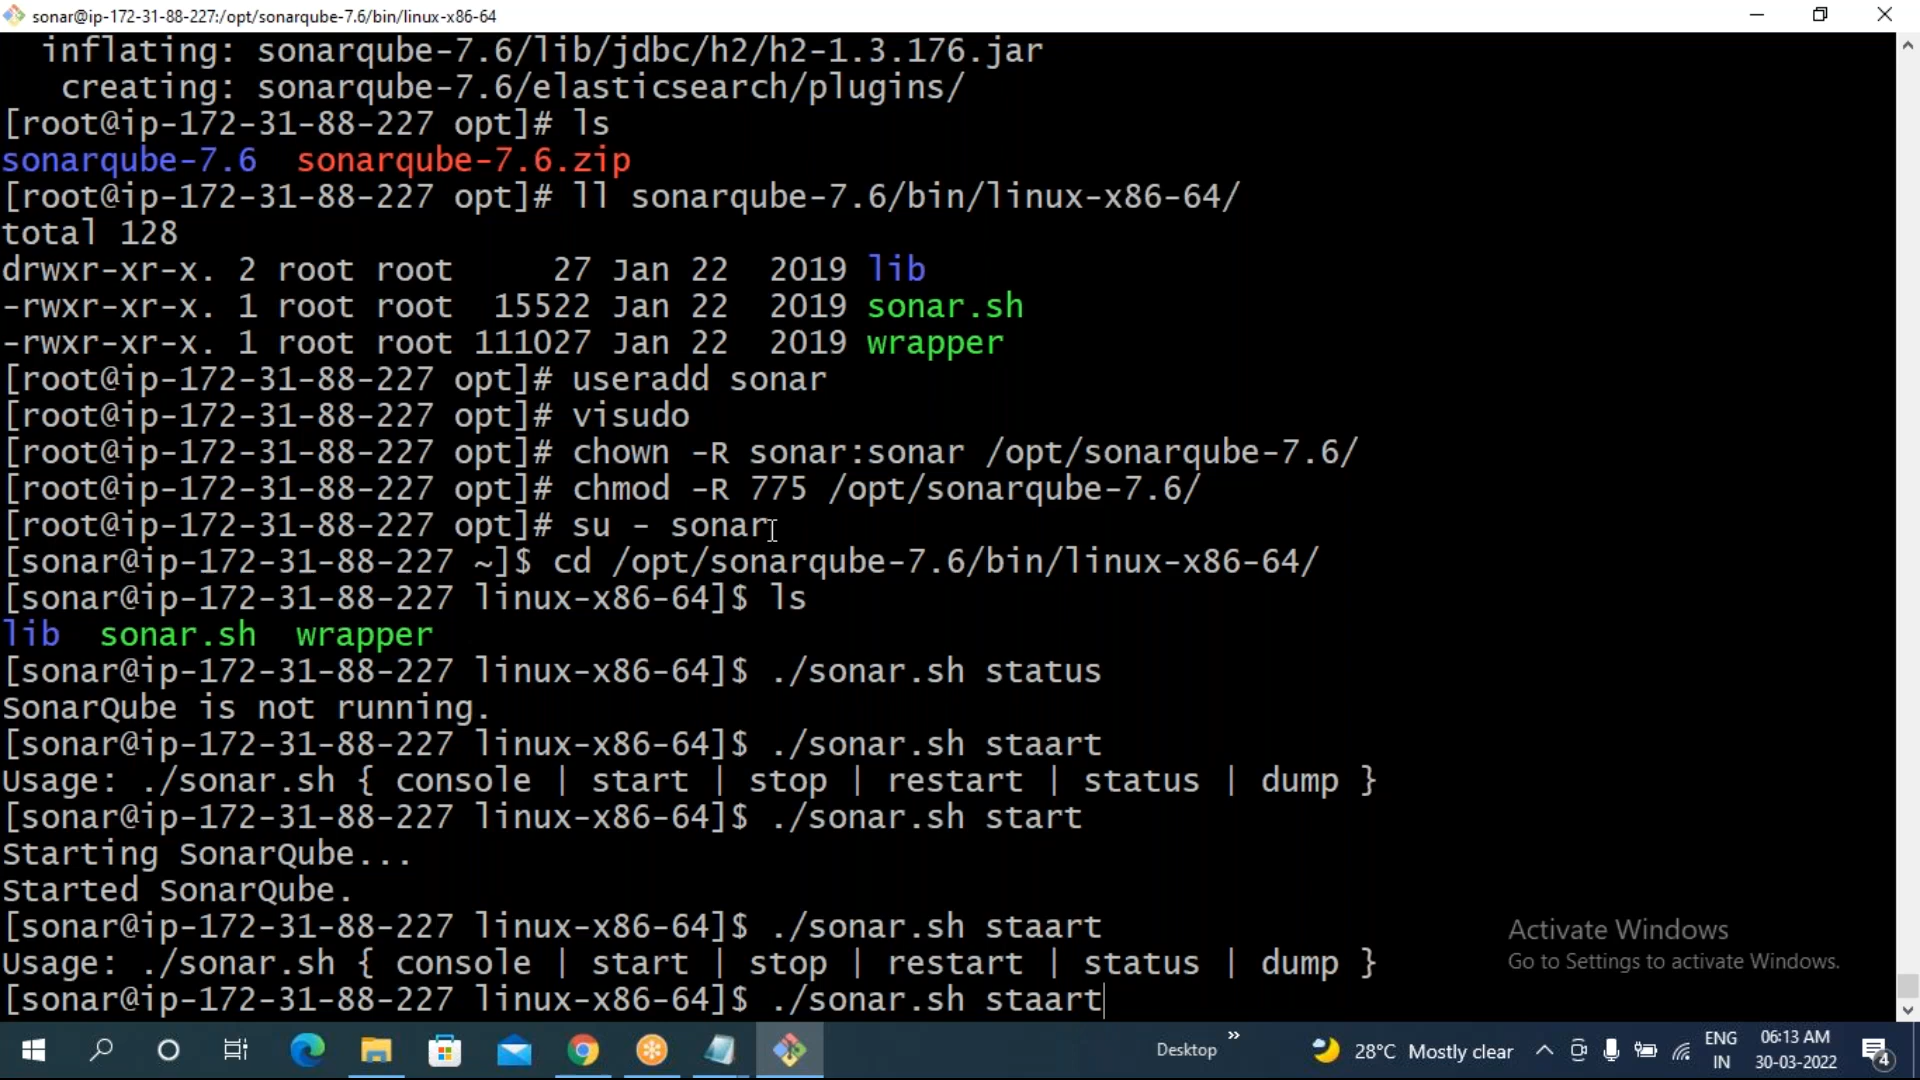 sonar@ip-172-31-88-227:/opt/sonarqube-7.6/bin/linux-x86-64
inflating: sonarqube-7.6/lib/jdbc/h2/h2-1.3.176.jar
creating: sonarqube-7.6/elasticsearch/plugins/
[root@ip-172-31-88-227 opt]# ls
sonarqube-7.6  sonarqube-7.6.zip
[root@ip-172-31-88-227 opt]# ll sonarqube-7.6/bin/linux-x86-64/
total 128
drwxr-xr-x. 2 root root     27 Jan 22  2019 lib
-rwxr-xr-x. 1 root root  15522 Jan 22  2019 sonar.sh
-rwxr-xr-x. 1 root root 111027 Jan 22  2019 wrapper
[root@ip-172-31-88-227 opt]# useradd sonar
[root@ip-172-31-88-227 opt]# visudo
[root@ip-172-31-88-227 opt]# chown -R sonar:sonar /opt/sonarqube-7.6/
[root@ip-172-31-88-227 opt]# chmod -R 775 /opt/sonarqube-7.6/
[root@ip-172-31-88-227 opt]# su - sonar
[sonar@ip-172-31-88-227 ~]$ cd /opt/sonarqube-7.6/bin/linux-x86-64/
[sonar@ip-172-31-88-227 linux-x86-64]$ ls
lib  sonar.sh  wrapper
[sonar@ip-172-31-88-227 linux-x86-64]$ ./sonar.sh status
SonarQube is not running.
[sonar@ip-172-31-88-227 linux-x86-64]$ ./sonar.sh staart
Usage: ./sonar.sh { console | start | stop | restart | status | dump }
[sonar@ip-172-31-88-227 linux-x86-64]$ ./sonar.sh start
Starting SonarQube...
Started SonarQube.
[sonar@ip-172-31-88-227 linux-x86-64]$ ./sonar.sh staart
Usage: ./sonar.sh { console | start | stop | restart | status | dump }
[sonar@ip-172-31-88-227 linux-x86-64]$ ./sonar.sh staart
Activate Windows
Go to Settings to activate Windows.
Desktop
28°C Mostly clear
ENG
IN
06:13 AM
30-03-2022
4